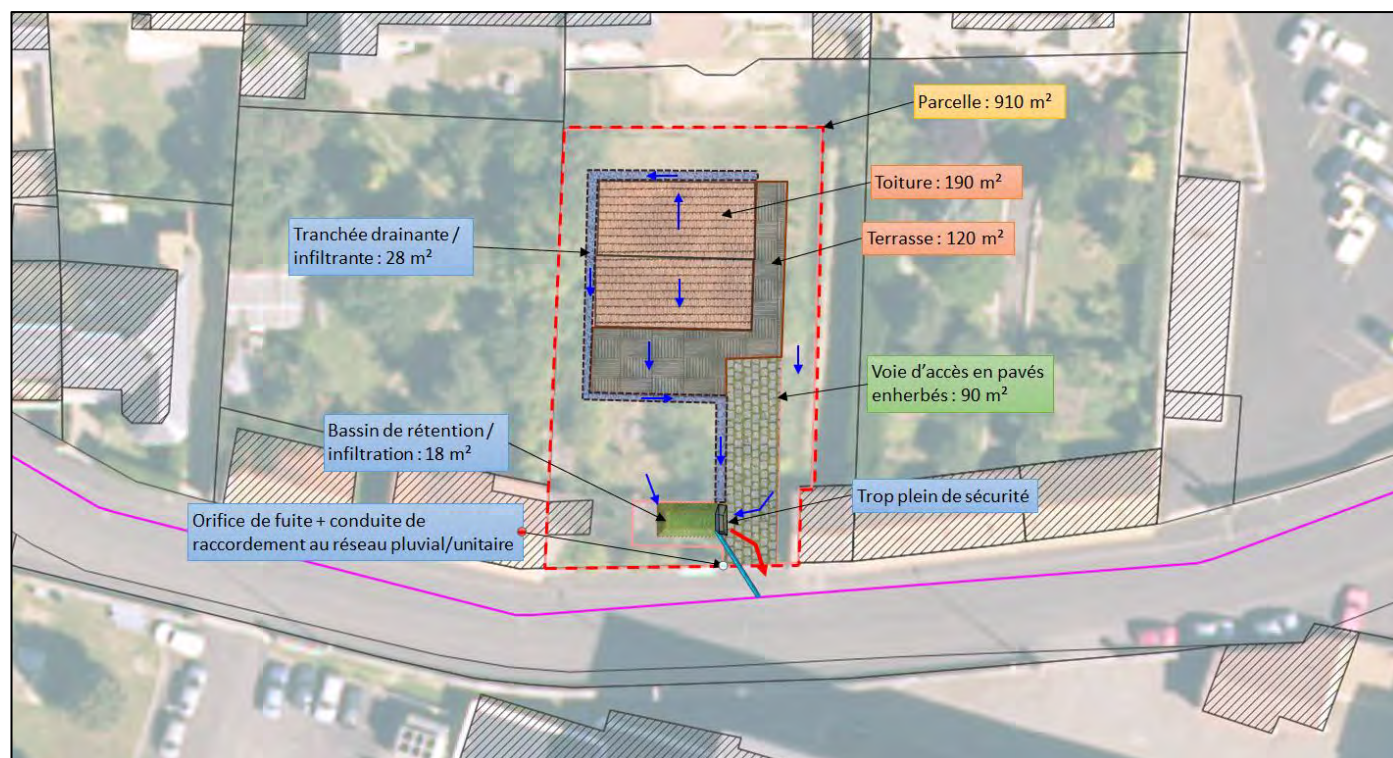 Parcelle : 910 m²
Toiture : 190 m²
Tranchée drainante /
infiltrante : 28 m²
Terrasse : 120 m²
Voie d'accès en pavés
enherbés : 90 m²
Bassin de rétention /
infiltration : 18 m²
Trop plein de sécurité
Orifice de fuite + conduite de
raccordement au réseau pluvial/unitaire